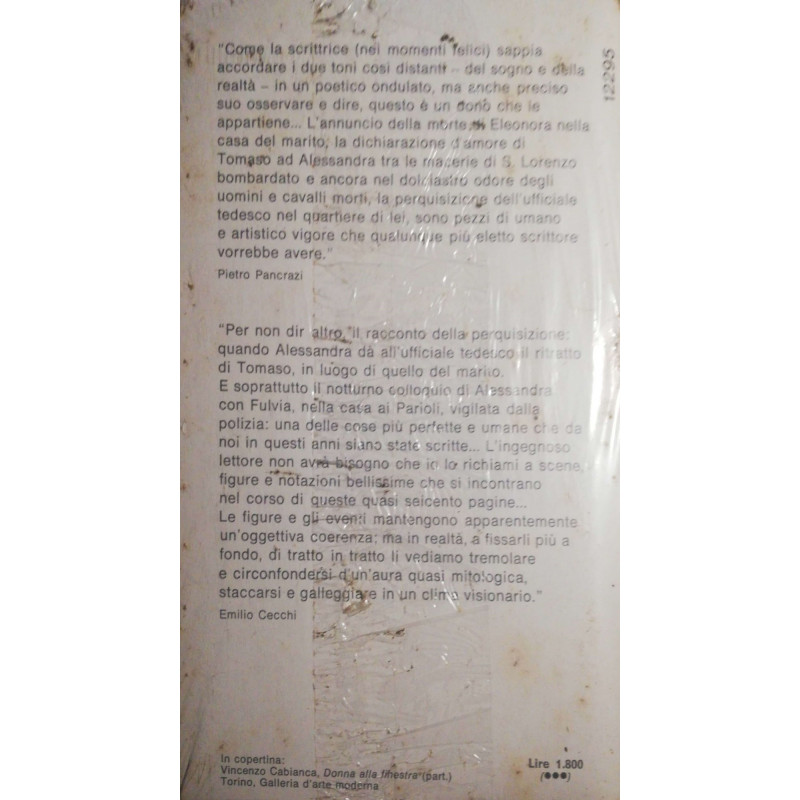 "Come la scrittrice (nei momenti felici) sappia
accordare i due toni così distanti – del sogno e della
realtà – in un poetico ondulato, ma anche preciso
suo osservare e dire, questo è un dono che le
appartiene... L'annuncio della morte di Eleonora nella
casa del marito, la dichiarazione d'amore di
Tomaso ad Alessandra tra le macerie di S. Lorenzo
bombardato e ancora nel dolciastro odore degli
uomini e cavalli morti, la perquisizione dell'ufficiale
tedesco nel quartiere di lei, sono pezzi di umano
e artistico vigore che qualunque più eletto scrittore
vorrebbe avere."
Pietro Pancrazi
"Per non dir altro, il racconto della perquisizione:
quando Alessandra dà all'ufficiale tedesco il ritratto
di Tomaso, in luogo di quello del marito.
E soprattutto il notturno colloquio di Alessandra
con Fulvia, nella casa ai Parioli, vigilata dalla
polizia: una delle cose più perfette e umane che da
noi in questi anni siano state scritte... L'ingegnoso
lettore non avrà bisogno che io lo richiami a scene,
figure e notazioni bellissime che si incontrano
nel corso di queste quasi seicento pagine...
Le figure e gli eventi mantengono apparentemente
un'oggettiva coerenza; ma in realtà, a fissarli più a
fondo, di tratto in tratto li vediamo tremolare
e circonfondersi d'un'aura quasi mitologica,
staccarsi e galleggiare in un clima visionario."
Emilio Cecchi
In copertina:
Vincenzo Cabianca, Donna alla finestra (part.)
Torino, Galleria d'arte moderna
Lire 1.800
(●●●)
12295